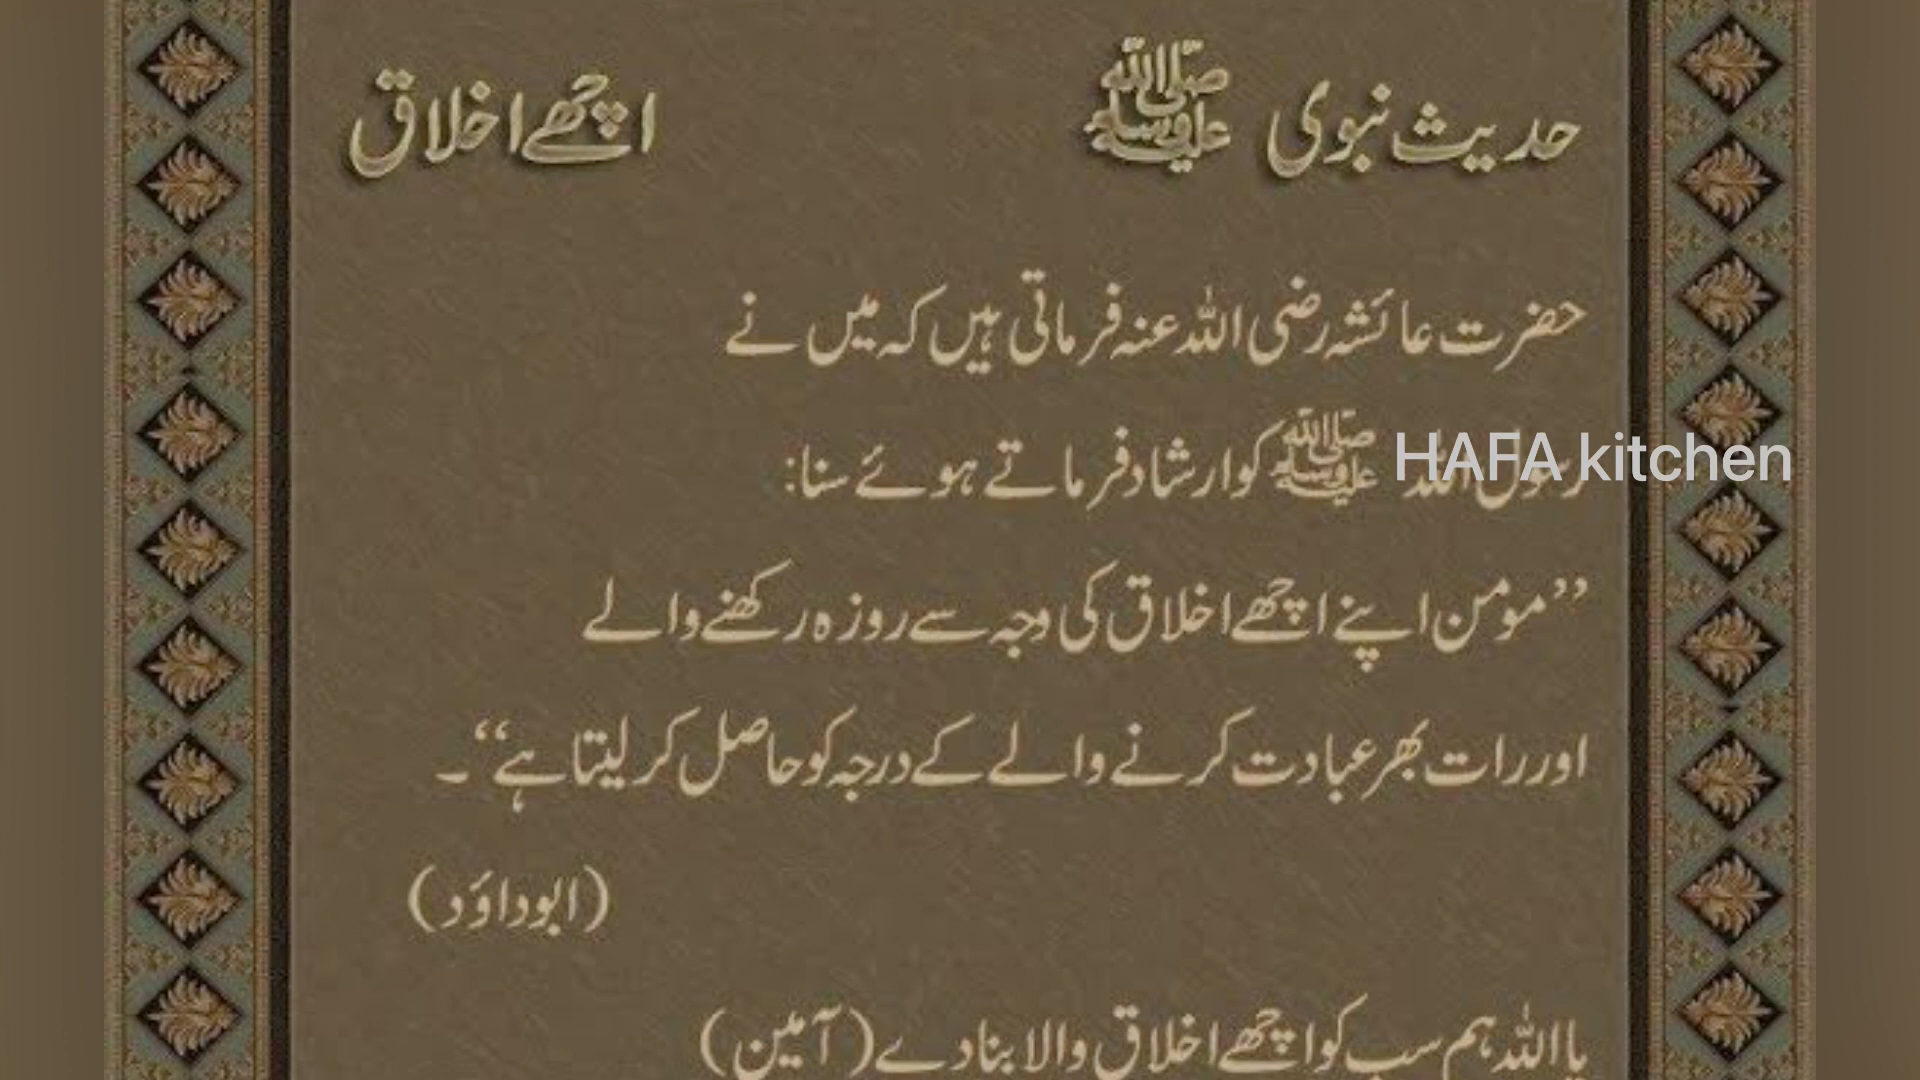 حدیث نبوی ﷺ
اچھے اخلاق
حضرت عائشہ رضی اللہ عنہ فرماتی ہیں کہ میں نے
رسول اللہ ﷺ کو ارشاد فرماتے ہوئے سنا:
HAFA kitchen
”مومن اپنے اچھے اخلاق کی وجہ سے روزہ رکھنے والے
اور رات بھر عبادت کرنے والے کے درجہ کو حاصل کر لیتا ہے“۔
(ابوداؤد)
یا اللہ ہم سب کو اچھے اخلاق والا بنا دے (آمین)